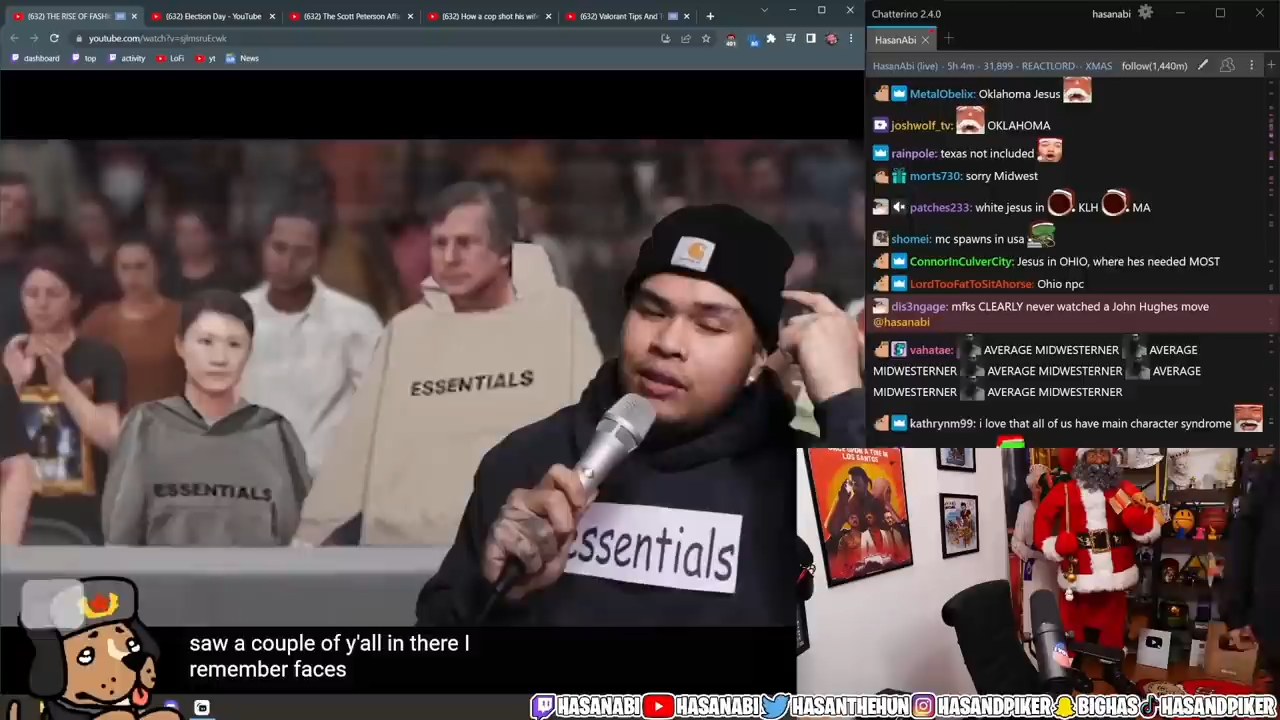 (632) THE RISE OF FASHI
(632) Election Day - YouTube
(632) The Scott Peterson Affa
(632) How a cop shot his wife
(632) Valorant Tips And T
youtube.com/watch?v=sjlmsruEcwk
dashboard
top
activity
LoFi
yt
News
ESSENTIALS
ESSENTIALS
essentials
saw a couple of y'all in there I
remember faces
Chatterino 2.4.0
hasanabi
HasanAbi
HasanAbi (live) - 5h 4m - 31,899 - REACTLORD-- XMAS
follow(1,440m)
MetalObelix: Oklahoma Jesus
joshwolf_tv: OKLAHOMA
rainpole: texas not included
morts730: sorry Midwest
patches233: white jesus in KLH MA
shomei: mc spawns in usa
ConnorInCulverCity: Jesus in OHIO, where hes needed MOST
LordTooFatToSitAhorse: Ohio npc
dis3ngage: mfks CLEARLY never watched a John Hughes move
@hasanabi
vahatae: AVERAGE MIDWESTERNER AVERAGE
MIDWESTERNER AVERAGE MIDWESTERNER AVERAGE
MIDWESTERNER AVERAGE MIDWESTERNER
kathrynm99: i love that all of us have main character syndrome
LOS SANTOS
HASANABI HASANABI HASANTHEHUN HASANDPIKER BIGHAS HASANDPIKER